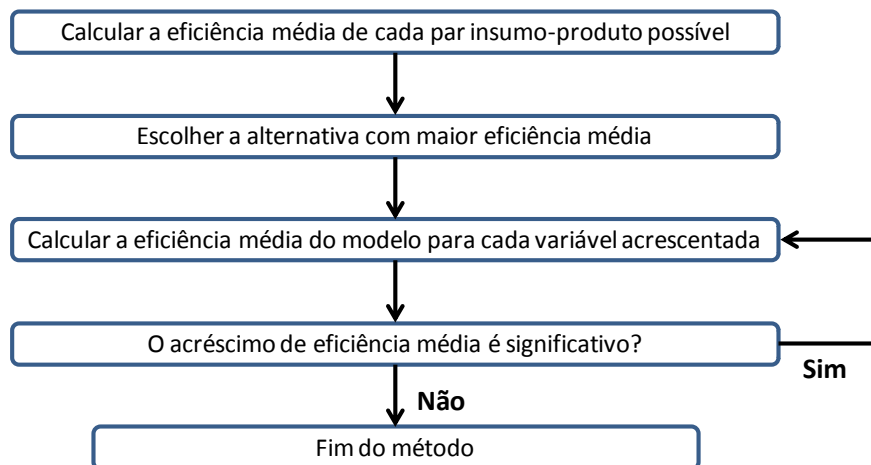 Calcular a eficiência média de cada par insumo-produto possível
Escolher a alternativa com maior eficiência média
Calcular a eficiência média do modelo para cada variável acrescentada
O acréscimo de eficiência média é significativo?
Sim
Não
Fim do método